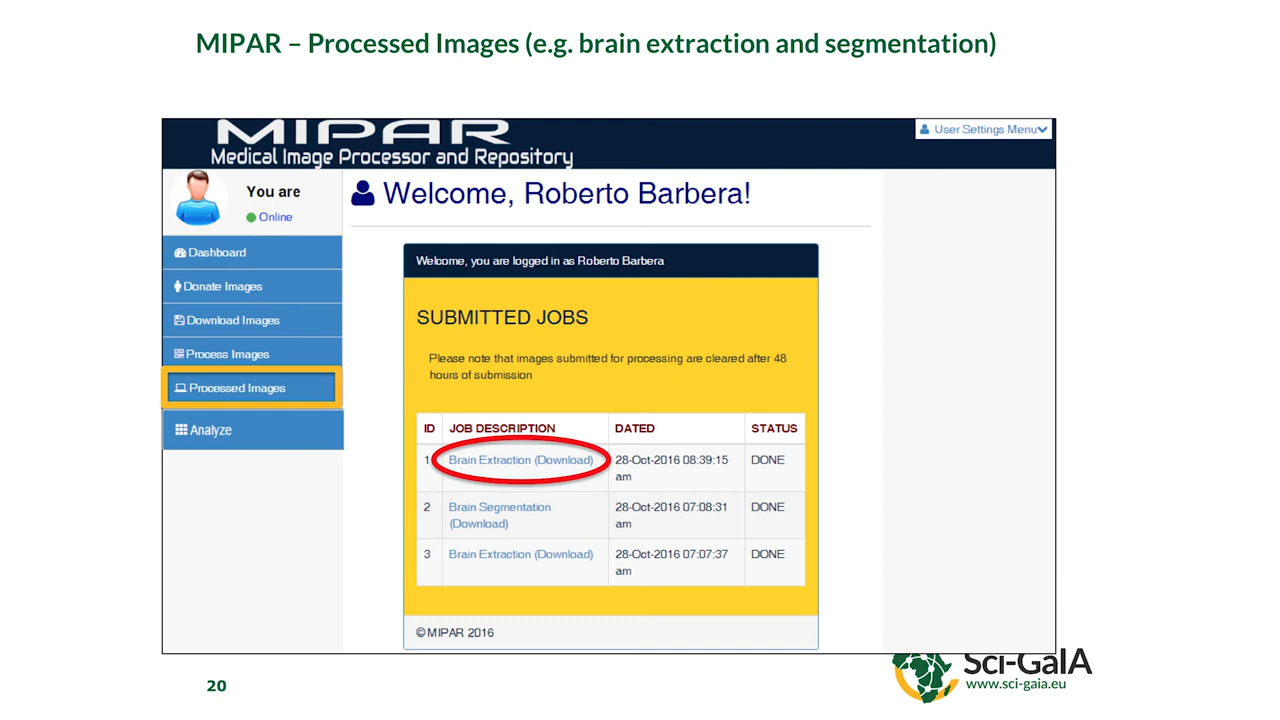 MIPAR – Processed Images (e.g. brain extraction and segmentation)
MIPAR
Medical Image Processor and Repository
User Settings Menu
You are
Online
Welcome, Roberto Barbera!
Dashboard
Donate Images
Download Images
Process Images
Processed Images
Analyze
Welcome, you are logged in as Roberto Barbera
SUBMITTED JOBS
Please note that images submitted for processing are cleared after 48
hours of submission
ID JOB DESCRIPTION DATED STATUS
1 Brain Extraction (Download) 28-Oct-2016 08:39:15 DONE
am
2 Brain Segmentation 28-Oct-2016 07:08:31 DONE
(Download) am
3 Brain Extraction (Download) 28-Oct-2016 07:07:37 DONE
am
©MIPAR 2016
Sci-GaIA
www.sci-gaia.eu
20